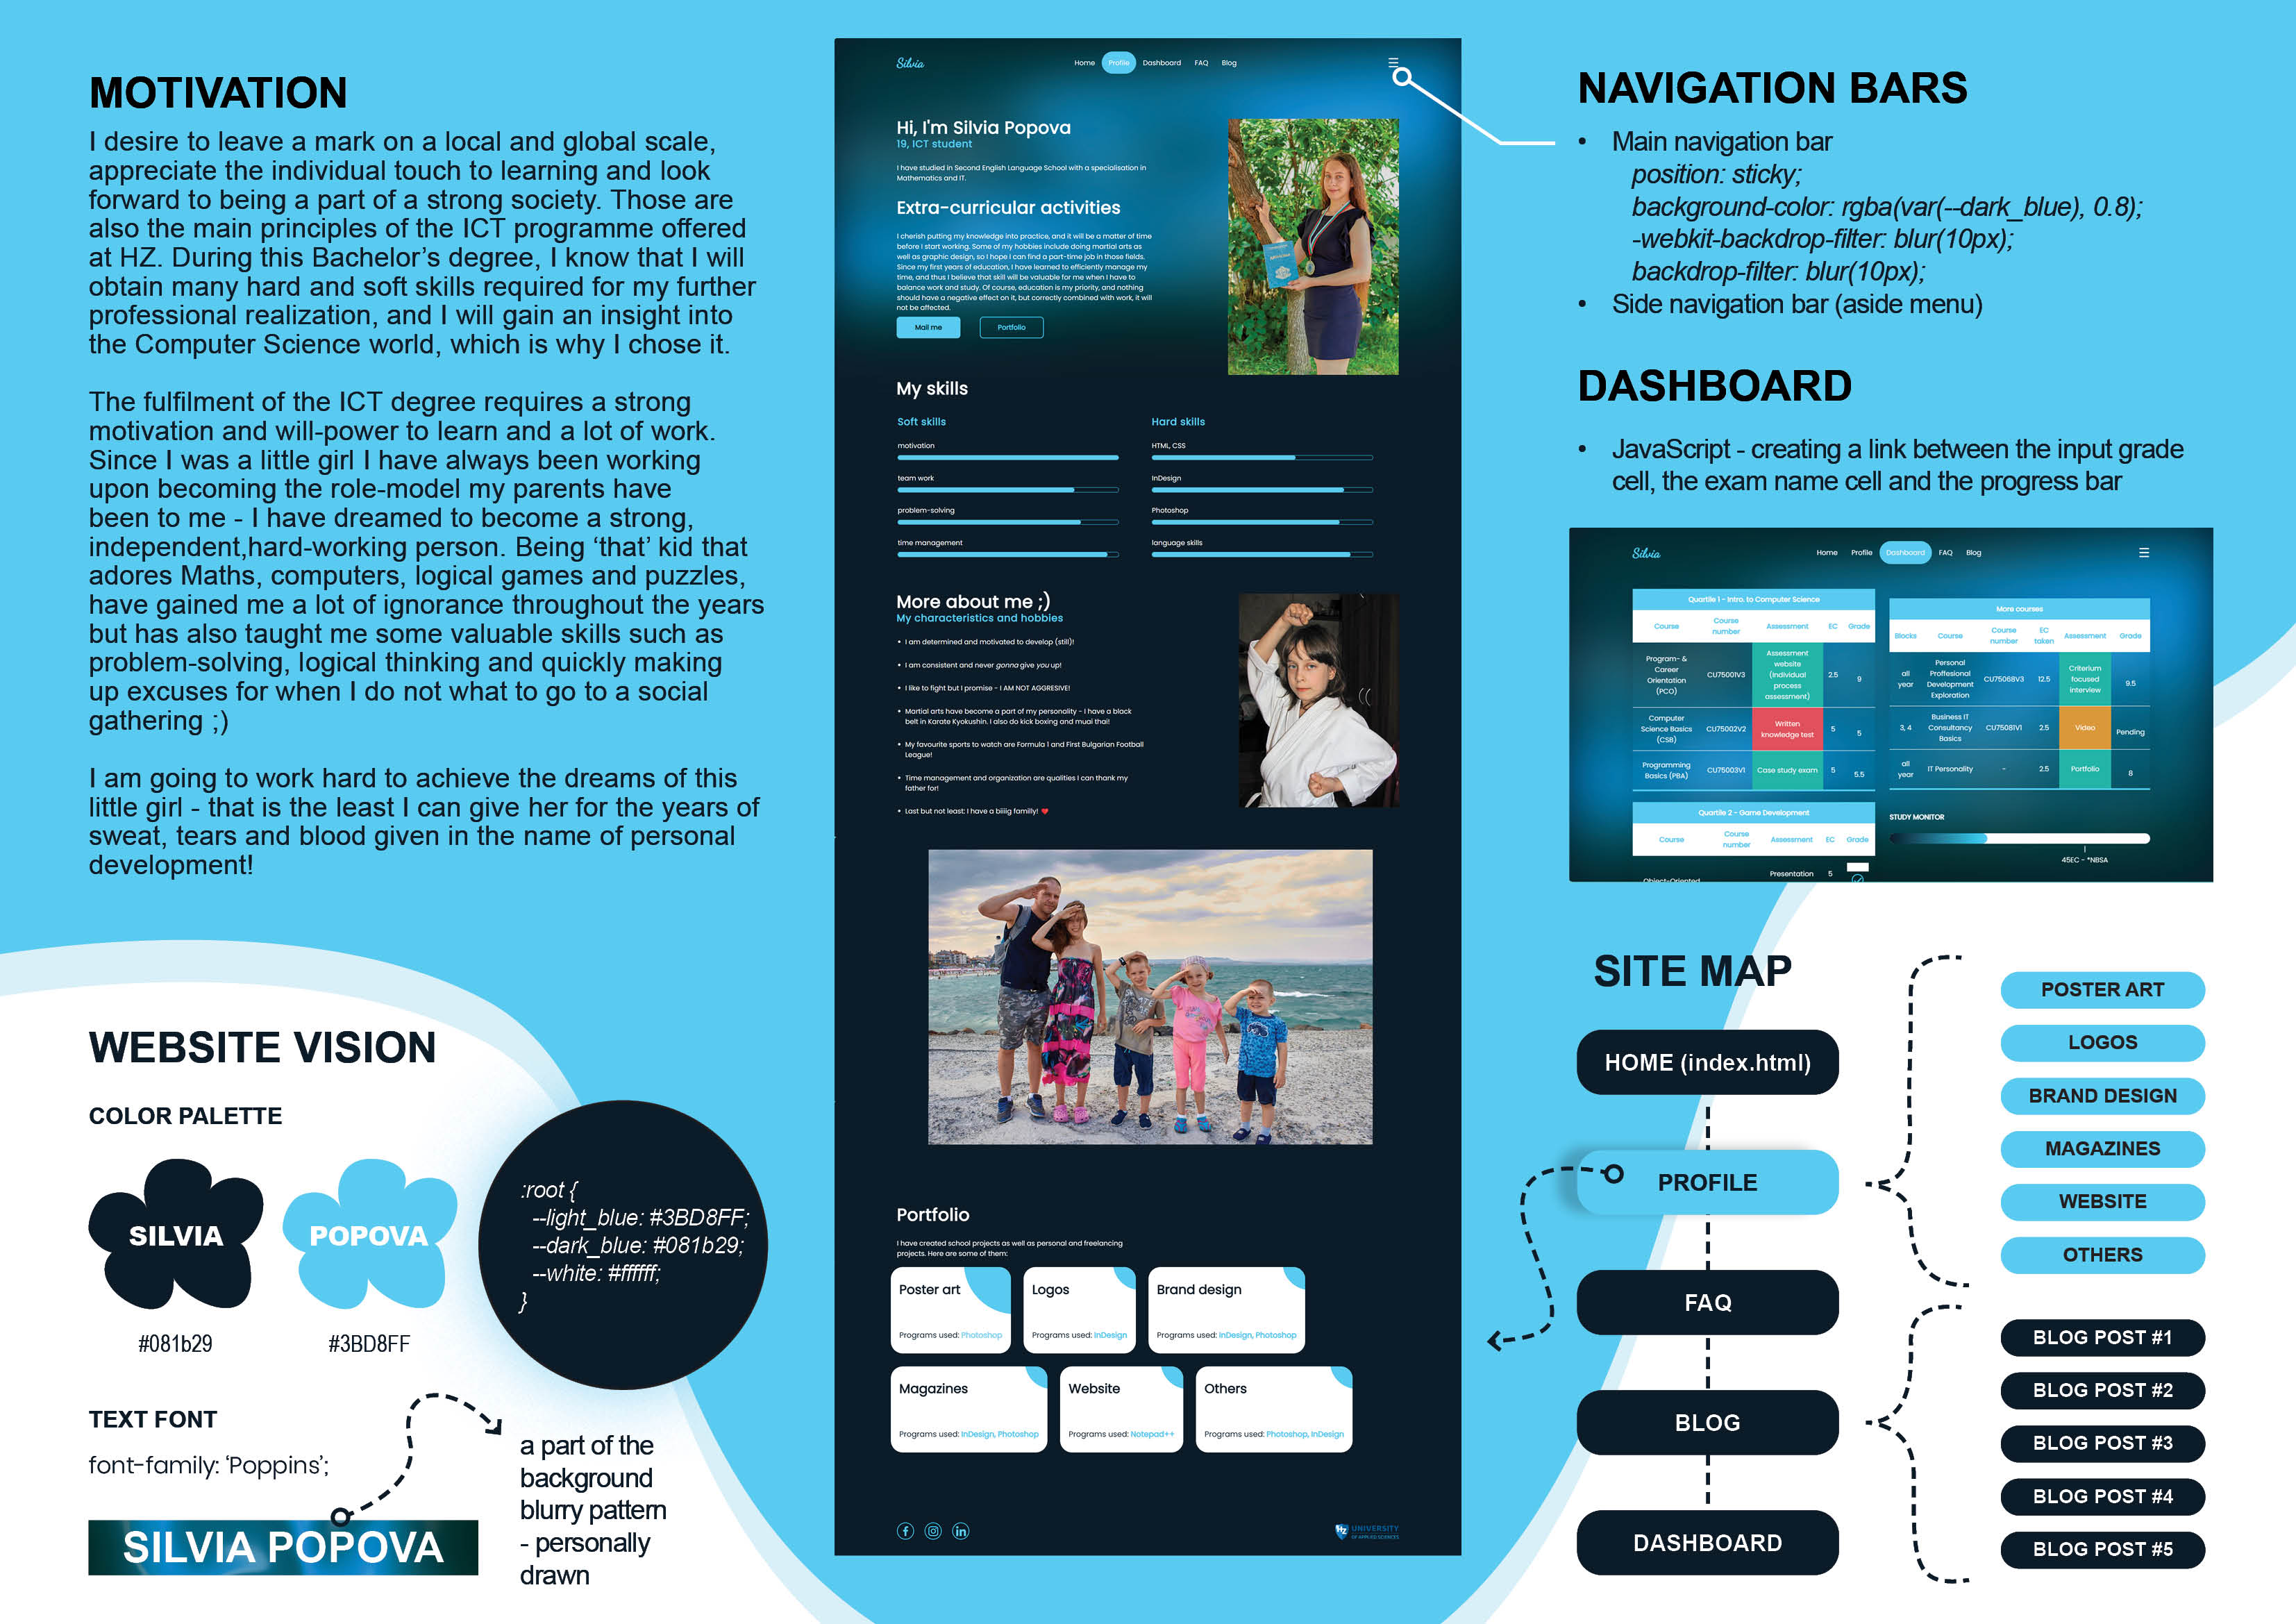 MOTIVATION
I desire to leave a mark on a local and global scale,
appreciate the individual touch to learning and look
forward to being a part of a strong society. Those are
also the main principles of the ICT programme offered
at HZ. During this Bachelor’s degree, I know that I will
obtain many hard and soft skills required for my further
professional realization, and I will gain an insight into
the Computer Science world, which is why I chose it.
The fulfilment of the ICT degree requires a strong
motivation and will-power to learn and a lot of work.
Since I was a little girl I have always been working
upon becoming the role-model my parents have
been to me - I have dreamed to become a strong,
independent,hard-working person. Being ‘that’ kid that
adores Maths, computers, logical games and puzzles,
have gained me a lot of ignorance throughout the years
but has also taught me some valuable skills such as
problem-solving, logical thinking and quickly making
up excuses for when I do not what to go to a social
gathering ;)
I am going to work hard to achieve the dreams of this
little girl - that is the least I can give her for the years of
sweat, tears and blood given in the name of personal
development!
WEBSITE VISION
COLOR PALETTE
SILVIA
POPOVA
#081b29
#3BD8FF
:root {
--light_blue: #3BD8FF;
--dark_blue: #081b29;
--white: #ffffff;
}
TEXT FONT
font-family: ‘Poppins’;
SILVIA POPOVA
a part of the
background
blurry pattern
- personally
drawn
Silvia
Home Profile Dashboard FAQ Blog
Hi, I'm Silvia Popova
19, ICT student
I have studied in Second English Language School with a specialisation in
Mathematics and IT.
Extra-curricular activities
I cherish putting my knowledge into practice, and it will be a matter of time
before I start working. Some of my hobbies include doing martial arts as
well as graphic design, so I hope I can find a part-time job in those fields.
Since my first years of education, I have learned to efficiently manage my
time, and thus I believe that skill will be valuable for me when I have to
balance work and study. Of course, education is my priority, and nothing
should have a negative effect on it, but correctly combined with work, it will
not be affected.
Mail me
Portfolio
My skills
Soft skills
motivation
team work
problem-solving
time management
Hard skills
HTML, CSS
InDesign
Photoshop
language skills
More about me ;)
My characteristics and hobbies
• I am determined and motivated to develop (still)!
• I am consistent and never gonna give you up!
• I like to fight but I promise - I AM NOT AGGRESIVE!
• Martial arts have become a part of my personality - I have a black
belt in Karate Kyokushin. I also do kick boxing and muai thai!
• My favourite sports to watch are Formula 1 and First Bulgarian Football
League!
• Time management and organization are qualities I can thank my
father for!
• Last but not least: I have a biiiig familly! ❤
Portfolio
I have created school projects as well as personal and freelancing
projects. Here are some of them:
Poster art
Programs used: Photoshop
Logos
Programs used: InDesign
Brand design
Programs used: InDesign, Photoshop
Magazines
Programs used: InDesign, Photoshop
Website
Programs used: Notepad++
Others
Programs used: Photoshop, InDesign
HZ UNIVERSITY
OF APPLIED SCIENCES
NAVIGATION BARS
• Main navigation bar
position: sticky;
background-color: rgba(var(--dark_blue), 0.8);
-webkit-backdrop-filter: blur(10px);
backdrop-filter: blur(10px);
• Side navigation bar (aside menu)
DASHBOARD
• JavaScript - creating a link between the input grade
cell, the exam name cell and the progress bar
Silvia
Home Profile Dashboard FAQ Blog
Quartile 1 - Intro. to Computer Science
Course Course number Assessment EC Grade
Program- & Career Orientation (PCO) CU75001V3 Assessment website (Individual process assessment) 2.5 9
Computer Science Basics (CSB) CU75002V2 Written knowledge test 5 5
Programming Basics (PBA) CU75003V1 Case study exam 5 5.5
Quartile 2 - Game Development
Course Course number Assessment EC Grade
Object-Oriented Presentation 5
More courses
Blocks Course Course number EC token Assessment Grade
all year Personal Proffesional Development Exploration CU75068V3 12.5 Criterium focused interview 9.5
3, 4 Business IT Consultancy Basics CU75081V1 2.5 Video Pending
all year IT Personality - 2.5 Portfolio 8
STUDY MONITOR
45EC - *NBSA
SITE MAP
HOME (index.html)
PROFILE
FAQ
BLOG
DASHBOARD
POSTER ART
LOGOS
BRAND DESIGN
MAGAZINES
WEBSITE
OTHERS
BLOG POST #1
BLOG POST #2
BLOG POST #3
BLOG POST #4
BLOG POST #5